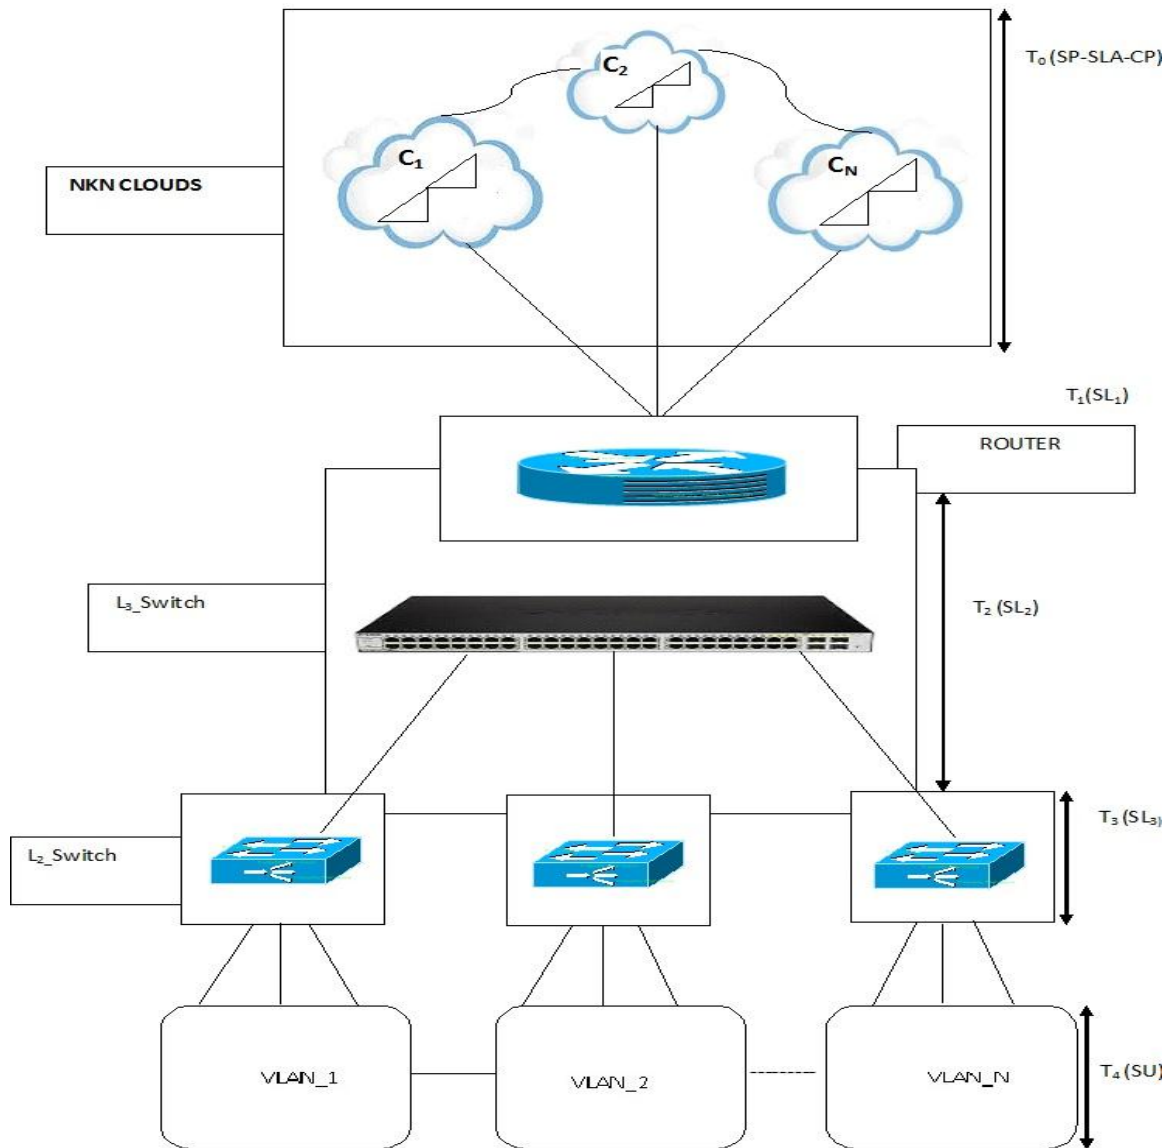 T₀ (SP-SLA-CP)
C₂
C₁
C_N
NKN CLOUDS
T₁(SL₁)
ROUTER
L₃_Switch
T₂ (SL₂)
T₃ (SL₃)
L₂_Switch
VLAN_1
VLAN_2
VLAN_N
T₄ (SU)